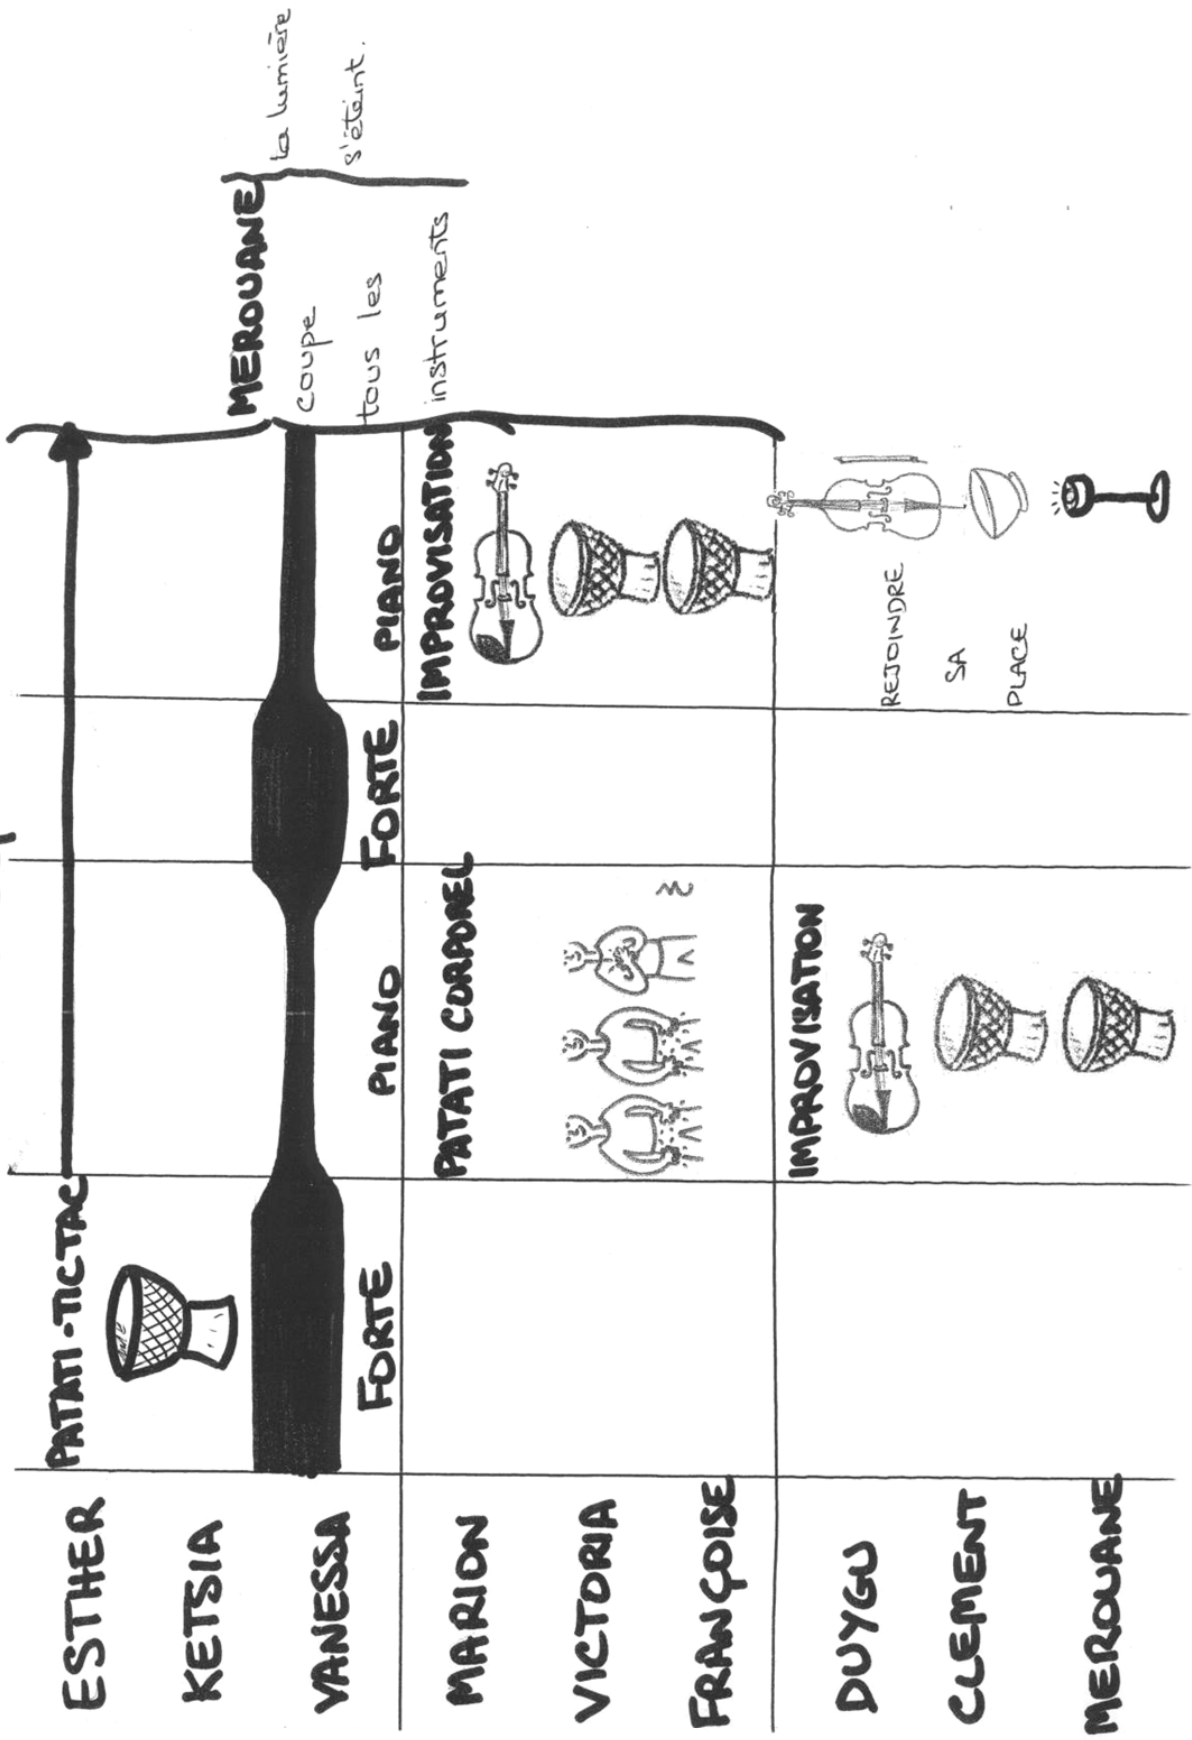 ESTHER
KETSIA
VANESSA
PATATI-TICTAC
FORTE
PIANO
FORTE
PIANO
MEROUANE
coupe
tous les
instruments
la lumière
s'éteint.
MARION
VICTORIA
FRANÇOISE
PATATI CORPOREL
IMPROVISATION
DUYGU
CLEMENT
MEROUANE
IMPROVISATION
REJOINDRE
SA
PLACE